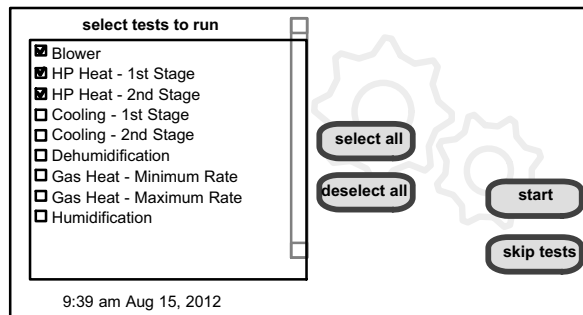 select tests to run
Blower
HP Heat - 1st Stage
HP Heat - 2nd Stage
Cooling - 1st Stage
Cooling - 2nd Stage
Dehumidification
Gas Heat - Minimum Rate
Gas Heat - Maximum Rate
Humidification
select all
deselect all
start
skip tests
9:39 am Aug 15, 2012